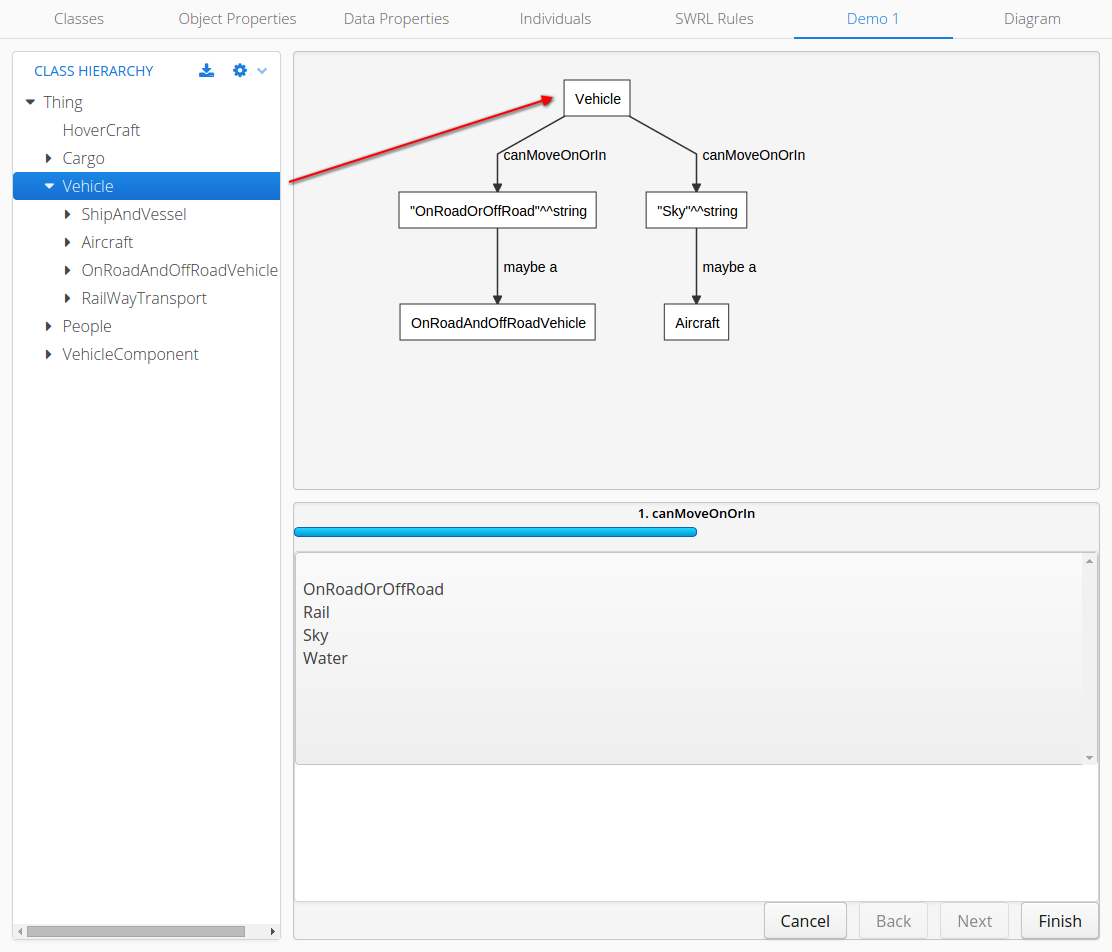 Classes
Object Properties
Data Properties
Individuals
SWRL Rules
Demo 1
Diagram
CLASS HIERARCHY
Thing
HoverCraft
Cargo
Vehicle
ShipAndVessel
Aircraft
OnRoadAndOffRoadVehicle
RailWayTransport
People
VehicleComponent
Vehicle
canMoveOnOrIn
canMoveOnOrIn
"OnRoadOrOffRoad"^^string
"Sky"^^string
maybe a
maybe a
OnRoadAndOffRoadVehicle
Aircraft
1. canMoveOnOrIn
OnRoadOrOffRoad
Rail
Sky
Water
Cancel
Back
Next
Finish